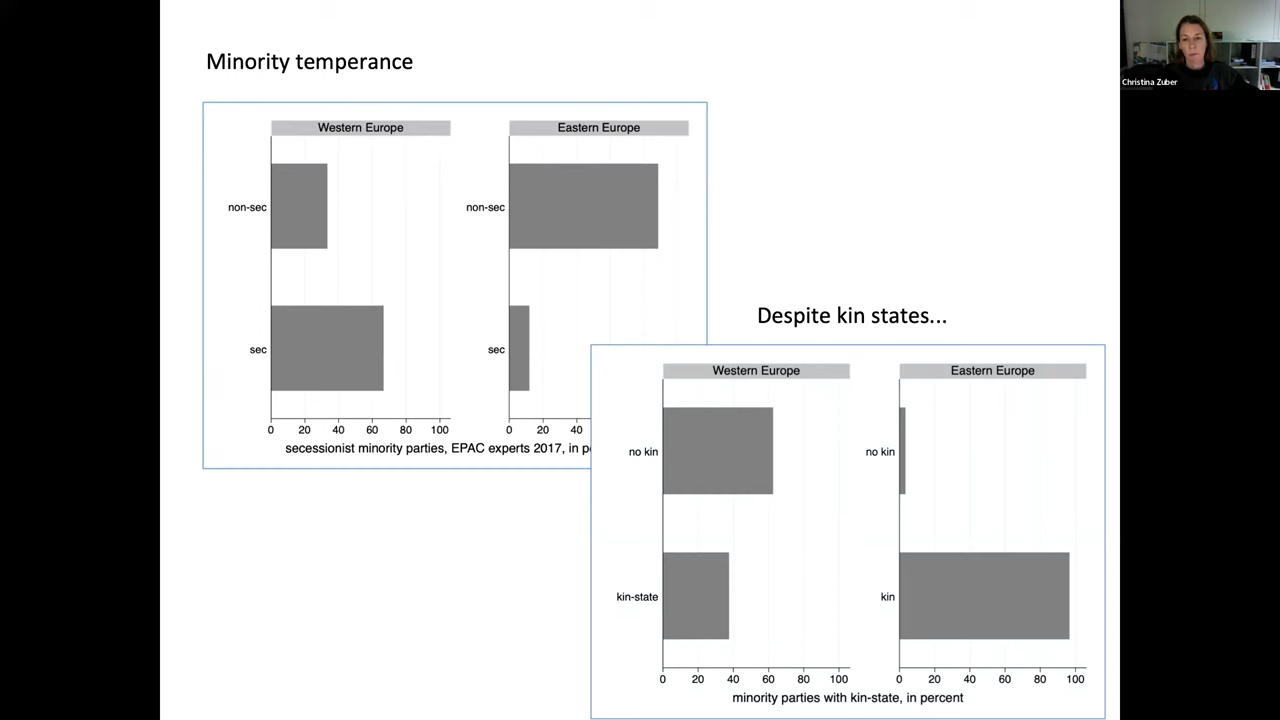 Minority temperance
Christina Zuber
Western Europe
Eastern Europe
non-sec
non-sec
sec
sec
0 20 40 60 80 100
0 20 40
secessionist minority parties, EPAC experts 2017, in p
Despite kin states...
Western Europe
Eastern Europe
no kin
no kin
kin-state
kin
0 20 40 60 80 100
0 20 40 60 80 100
minority parties with kin-state, in percent